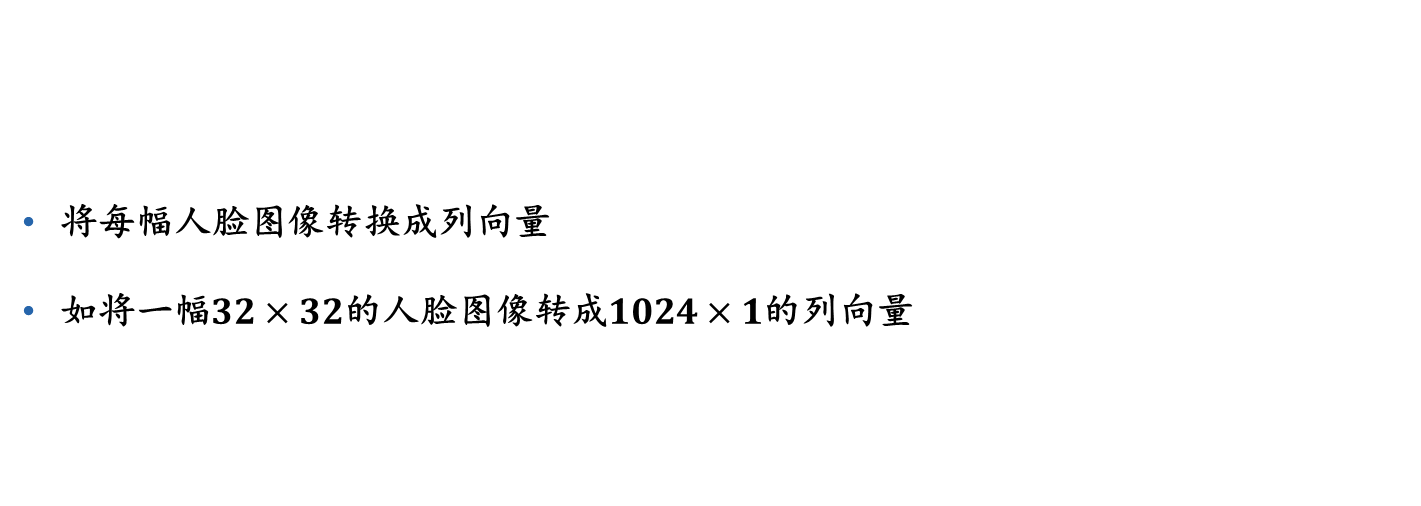 • 将每幅人脸图像转换成列向量
• 如将一幅32 × 32的人脸图像转成1024 × 1的列向量